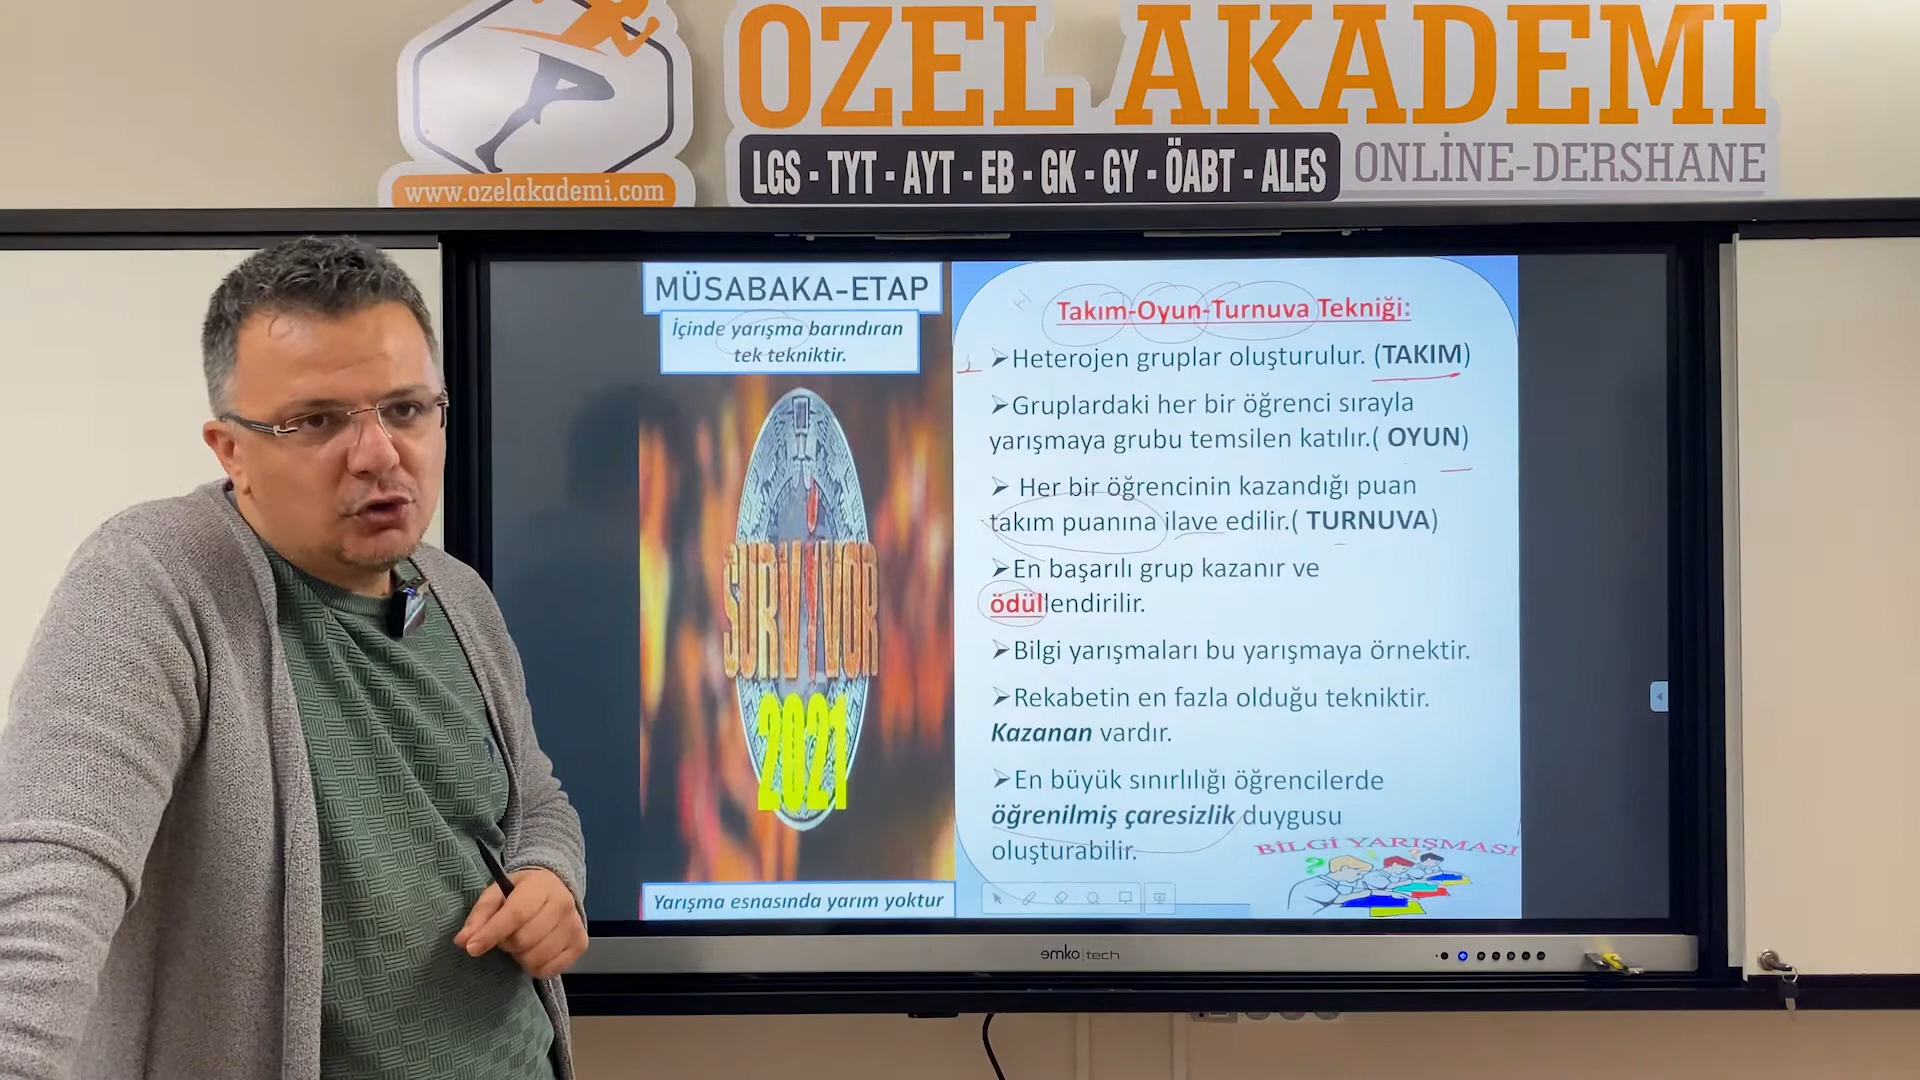 OZEL AKADEMİ
LGS - TYT - AYT - EB - GK - GY - ÖABT - ALES
ONLİNE-DERSHANE
www.ozelakademi.com
MÜSABAKA-ETAP
İçinde yarışma barındıran
tek tekniktir.
SURVIVOR
2021
Yarışma esnasında yarım yoktur
Takım-Oyun-Turnuva Tekniği:
➢Heterojen gruplar oluşturulur. (TAKIM)
➢Gruplardaki her bir öğrenci sırayla
yarışmaya grubu temsilen katılır.( OYUN)
➢ Her bir öğrencinin kazandığı puan
takım puanına ilave edilir.( TURNUVA)
➢En başarılı grup kazanır ve
ödüllendirilir.
➢Bilgi yarışmaları bu yarışmaya örnektir.
➢Rekabetin en fazla olduğu tekniktir.
Kazanan vardır.
➢En büyük sınırlılığı öğrencilerde
öğrenilmiş çaresizlik duygusu
oluşturabilir.
BİLGİ YARIŞMASI
emko|tech